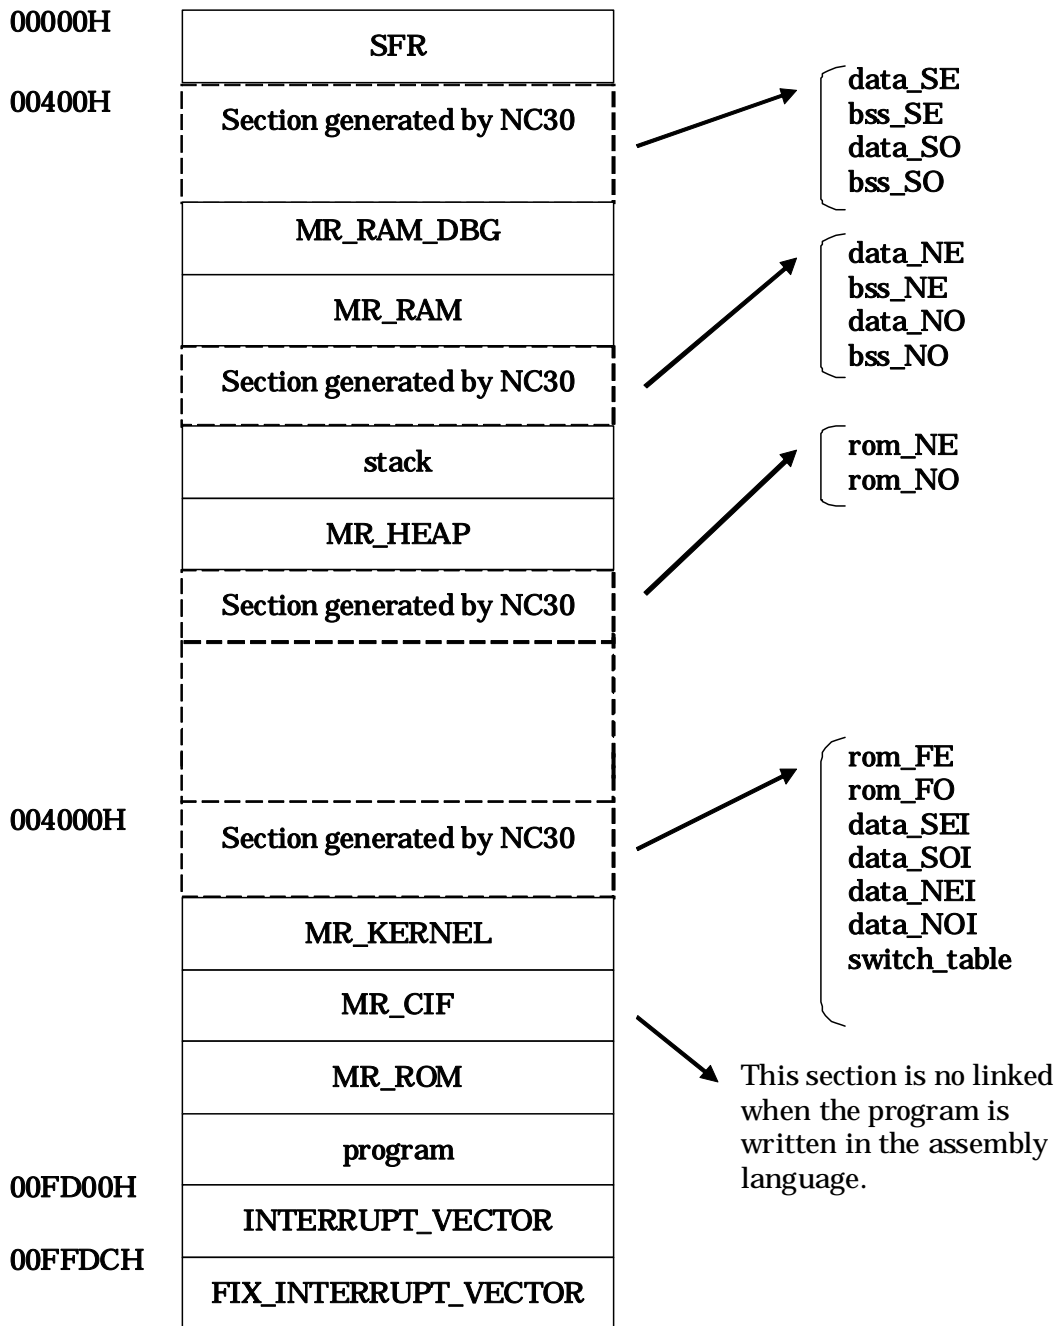 00000H
SFR
00400H
Section generated by NC30
data_SE
bss_SE
data_SO
bss_SO
MR_RAM_DBG
MR_RAM
data_NE
bss_NE
data_NO
bss_NO
Section generated by NC30
stack
rom_NE
rom_NO
MR_HEAP
Section generated by NC30
004000H
Section generated by NC30
rom_FE
rom_FO
data_SEI
data_SOI
data_NEI
data_NOI
switch_table
MR_KERNEL
MR_CIF
This section is no linked
when the program is
written in the assembly
language.
MR_ROM
program
00FD00H
INTERRUPT_VECTOR
00FFDCH
FIX_INTERRUPT_VECTOR